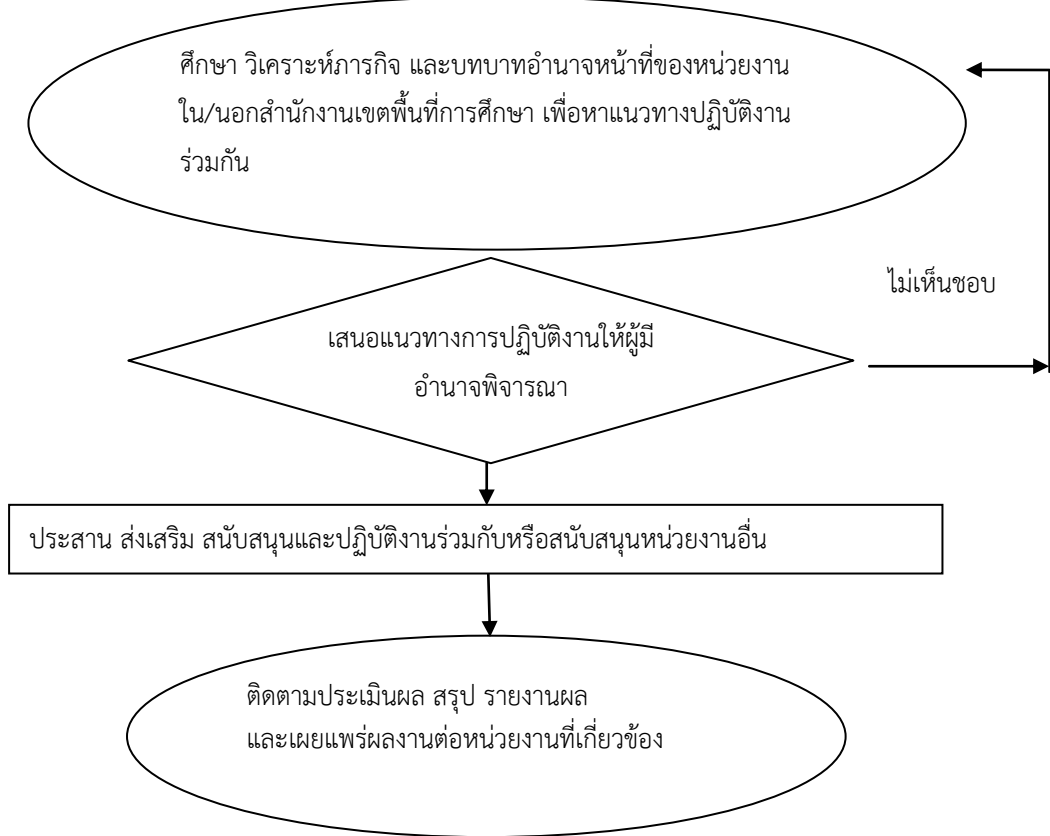 ศึกษา วิเคราะห์ภารกิจ และบทบาทอำนาจหน้าที่ของหน่วยงาน
ใน/นอกสำนักงานเขตพื้นที่การศึกษา เพื่อหาแนวทางปฏิบัติงาน
ร่วมกัน
ไม่เห็นชอบ
เสนอแนวทางการปฏิบัติงานให้ผู้มี
อำนาจพิจารณา
ประสาน ส่งเสริม สนับสนุนและปฏิบัติงานร่วมกับหรือสนับสนุนหน่วยงานอื่น
ติดตามประเมินผล สรุป รายงานผล
และเผยแพร่ผลงานต่อหน่วยงานที่เกี่ยวข้อง